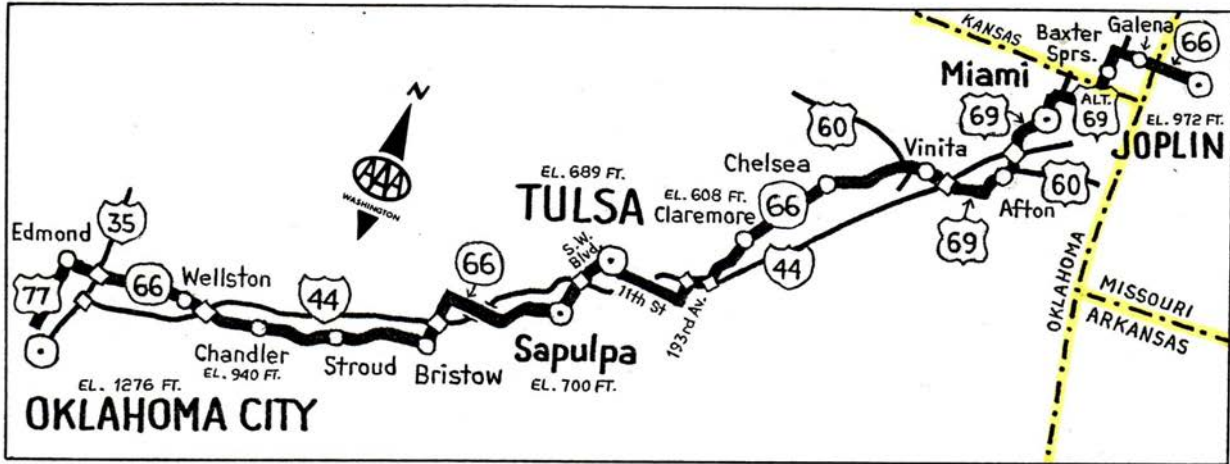 KANSAS
Baxter
Sprs.
Galena
66
Miami
ALT.
69
EL. 972 FT.
JOPLIN
69
60
Vinita
60
Afton
69
Chelsea
EL. 608 FT.
Claremore
66
44
EL. 689 FT.
TULSA
S.W.
Blvd
11th St
193rd Av.
N
AAA
WASHINGTON
66
Sapulpa
EL. 700 FT.
Edmond
35
77
66
Wellston
44
Chandler
EL. 940 FT.
Stroud
Bristow
EL. 1276 FT.
OKLAHOMA CITY
OKLAHOMA
MISSOURI
ARKANSAS